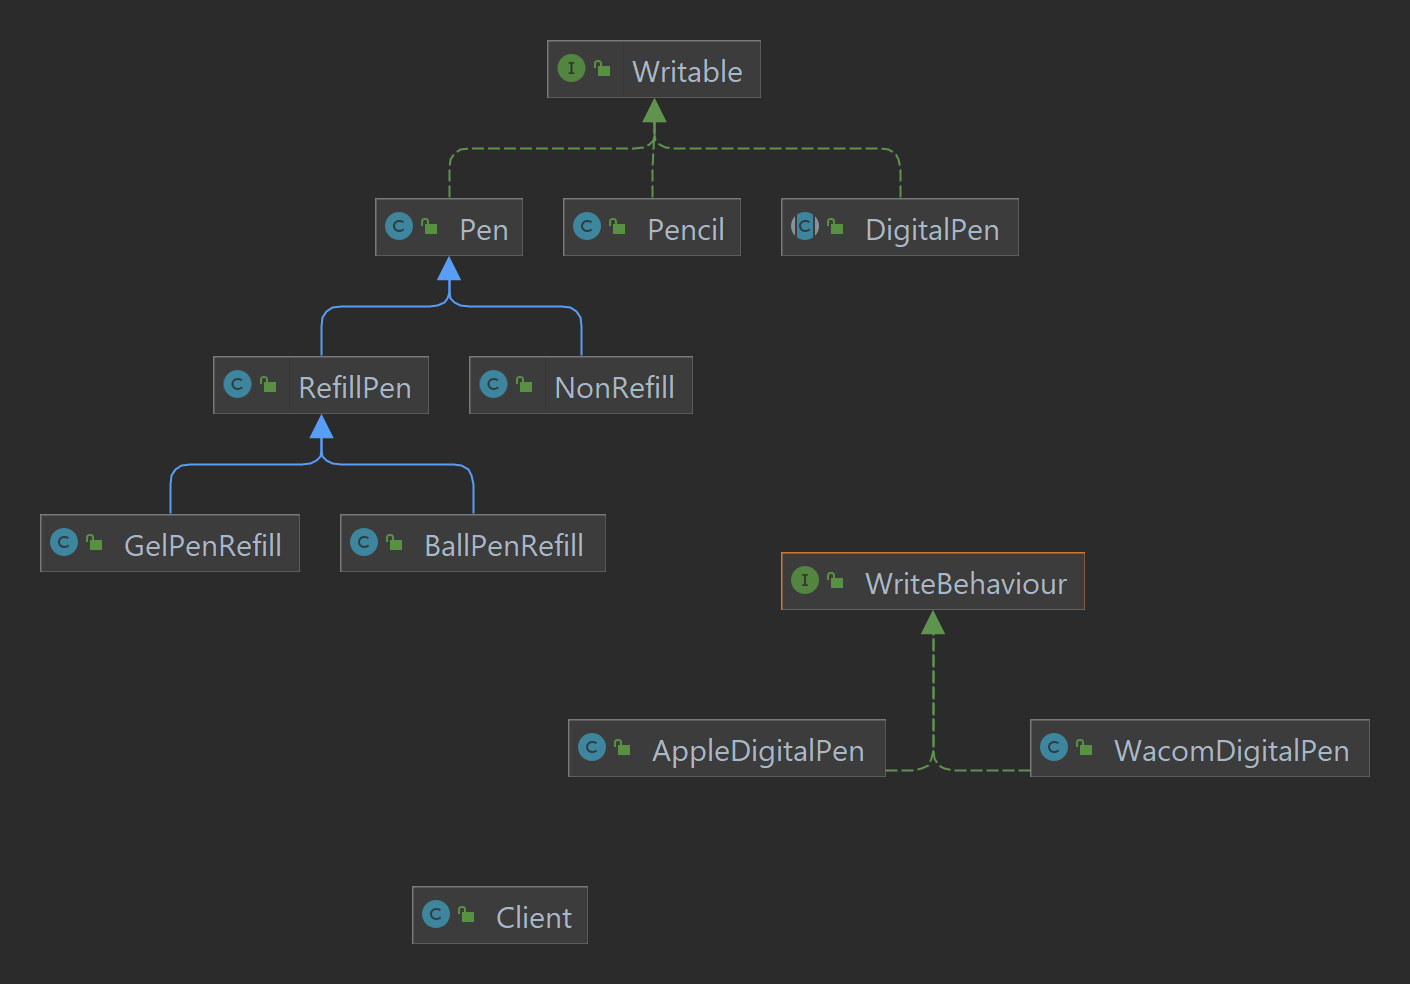 I Writable
C Pen
C Pencil
C DigitalPen
C RefillPen
C NonRefill
C GelPenRefill
C BallPenRefill
I WriteBehaviour
C AppleDigitalPen
C WacomDigitalPen
C Client